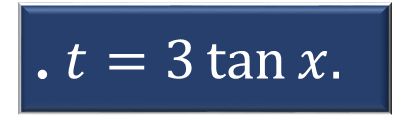 • t = 3 tan x.